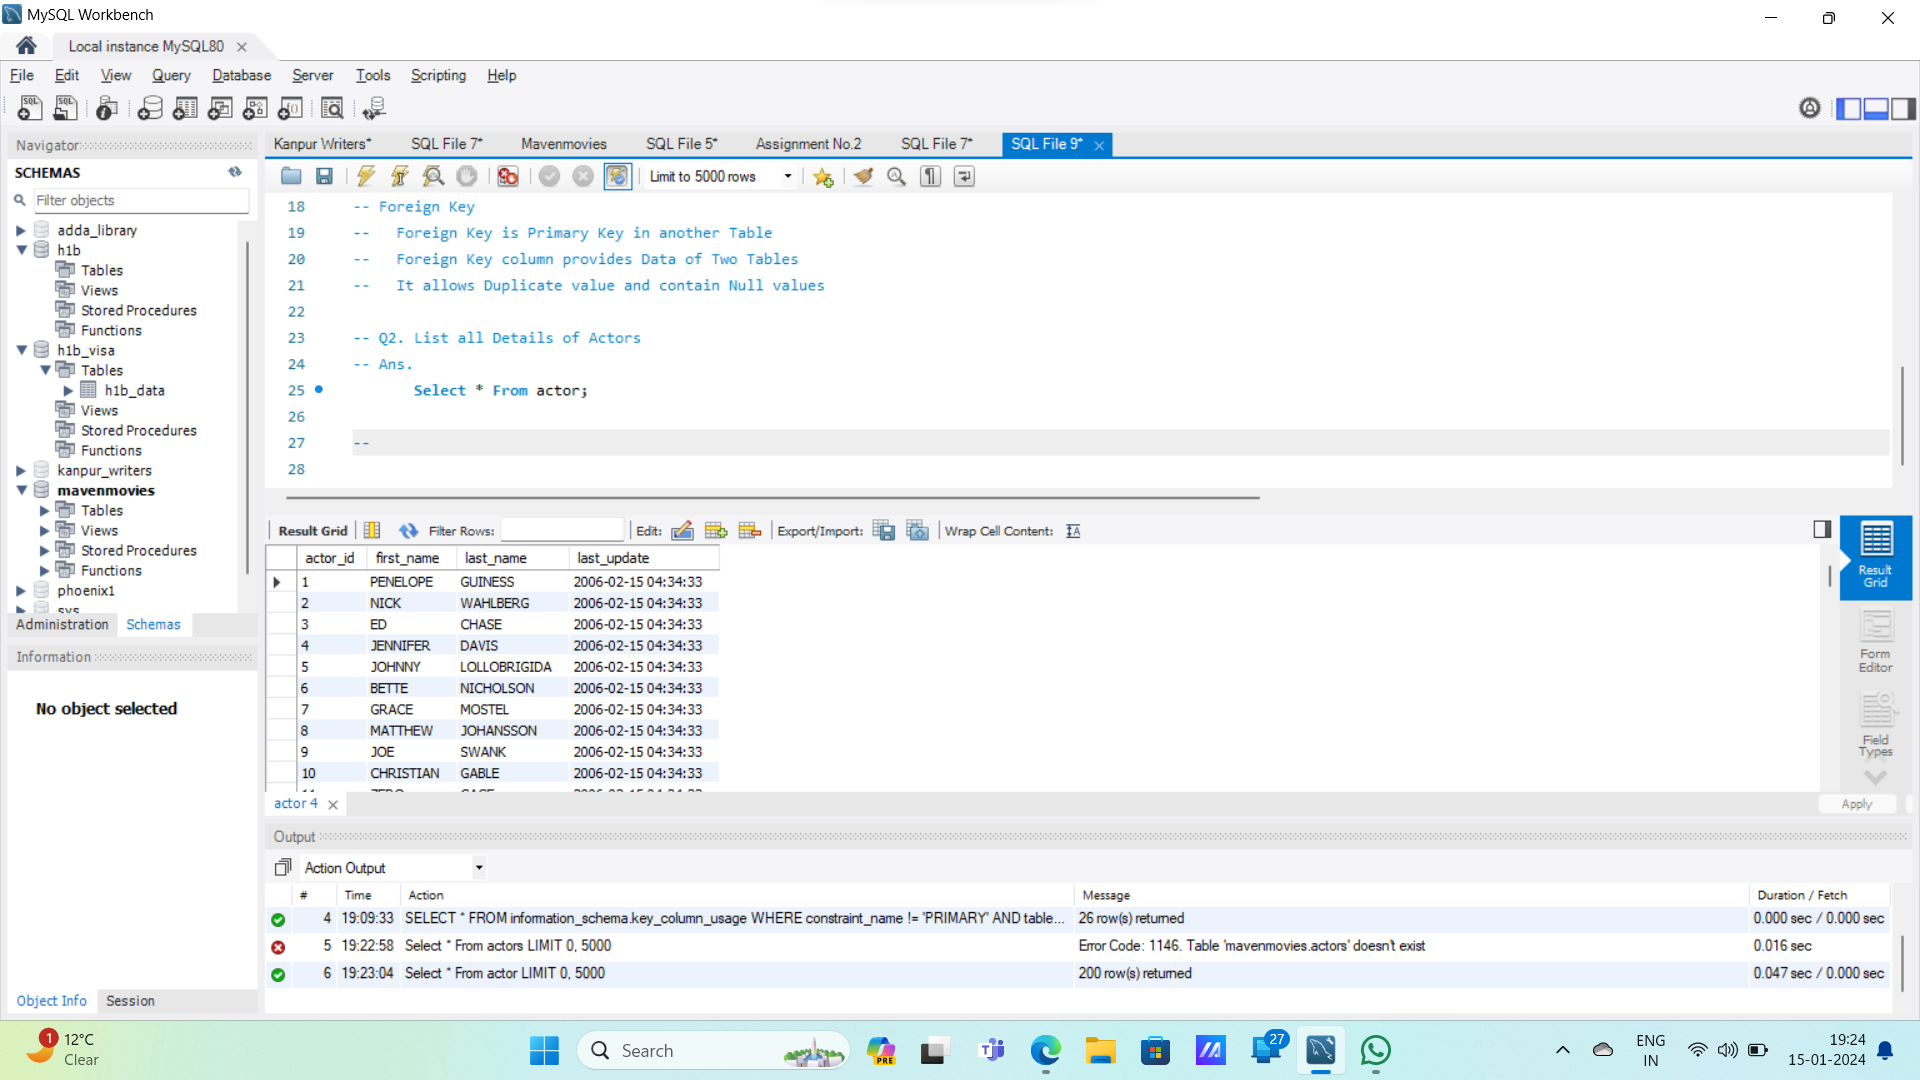 MySQL Workbench
Local instance MySQL80
File Edit View Query Database Server Tools Scripting Help
Navigator
SCHEMAS
Filter objects
adda_library
h1b
Tables
Views
Stored Procedures
Functions
h1b_visa
Tables
h1b_data
Views
Stored Procedures
Functions
kanpur_writers
mavenmovies
Tables
Views
Stored Procedures
Functions
phoenix1
sys
Administration Schemas
Information
No object selected
Object Info Session
Kanpur Writers* SQL File 7* Mavenmovies SQL File 5* Assignment No.2 SQL File 7* SQL File 9*
Limit to 5000 rows
18 -- Foreign Key
19 -- Foreign Key is Primary Key in another Table
20 -- Foreign Key column provides Data of Two Tables
21 -- It allows Duplicate value and contain Null values
22
23 -- Q2. List all Details of Actors
24 -- Ans.
25 Select * From actor;
26
27 --
28
Result Grid Filter Rows: Edit: Export/Import: Wrap Cell Content:
actor_id first_name last_name last_update
1 PENELOPE GUINESS 2006-02-15 04:34:33
2 NICK WAHLBERG 2006-02-15 04:34:33
3 ED CHASE 2006-02-15 04:34:33
4 JENNIFER DAVIS 2006-02-15 04:34:33
5 JOHNNY LOLLOBRIGIDA 2006-02-15 04:34:33
6 BETTE NICHOLSON 2006-02-15 04:34:33
7 GRACE MOSTEL 2006-02-15 04:34:33
8 MATTHEW JOHANSSON 2006-02-15 04:34:33
9 JOE SWANK 2006-02-15 04:34:33
10 CHRISTIAN GABLE 2006-02-15 04:34:33
Result
Grid
Form
Editor
Field
Types
actor 4
Apply
Output
Action Output
# Time Action Message Duration / Fetch
4 19:09:33 SELECT * FROM information_schema.key_column_usage WHERE constraint_name != 'PRIMARY' AND table... 26 row(s) returned 0.000 sec / 0.000 sec
5 19:22:58 Select * From actors LIMIT 0, 5000 Error Code: 1146. Table 'mavenmovies.actors' doesn't exist 0.016 sec
6 19:23:04 Select * From actor LIMIT 0, 5000 200 row(s) returned 0.047 sec / 0.000 sec
1
12°C
Clear
Search
PRE
27
ENG
IN
19:24
15-01-2024